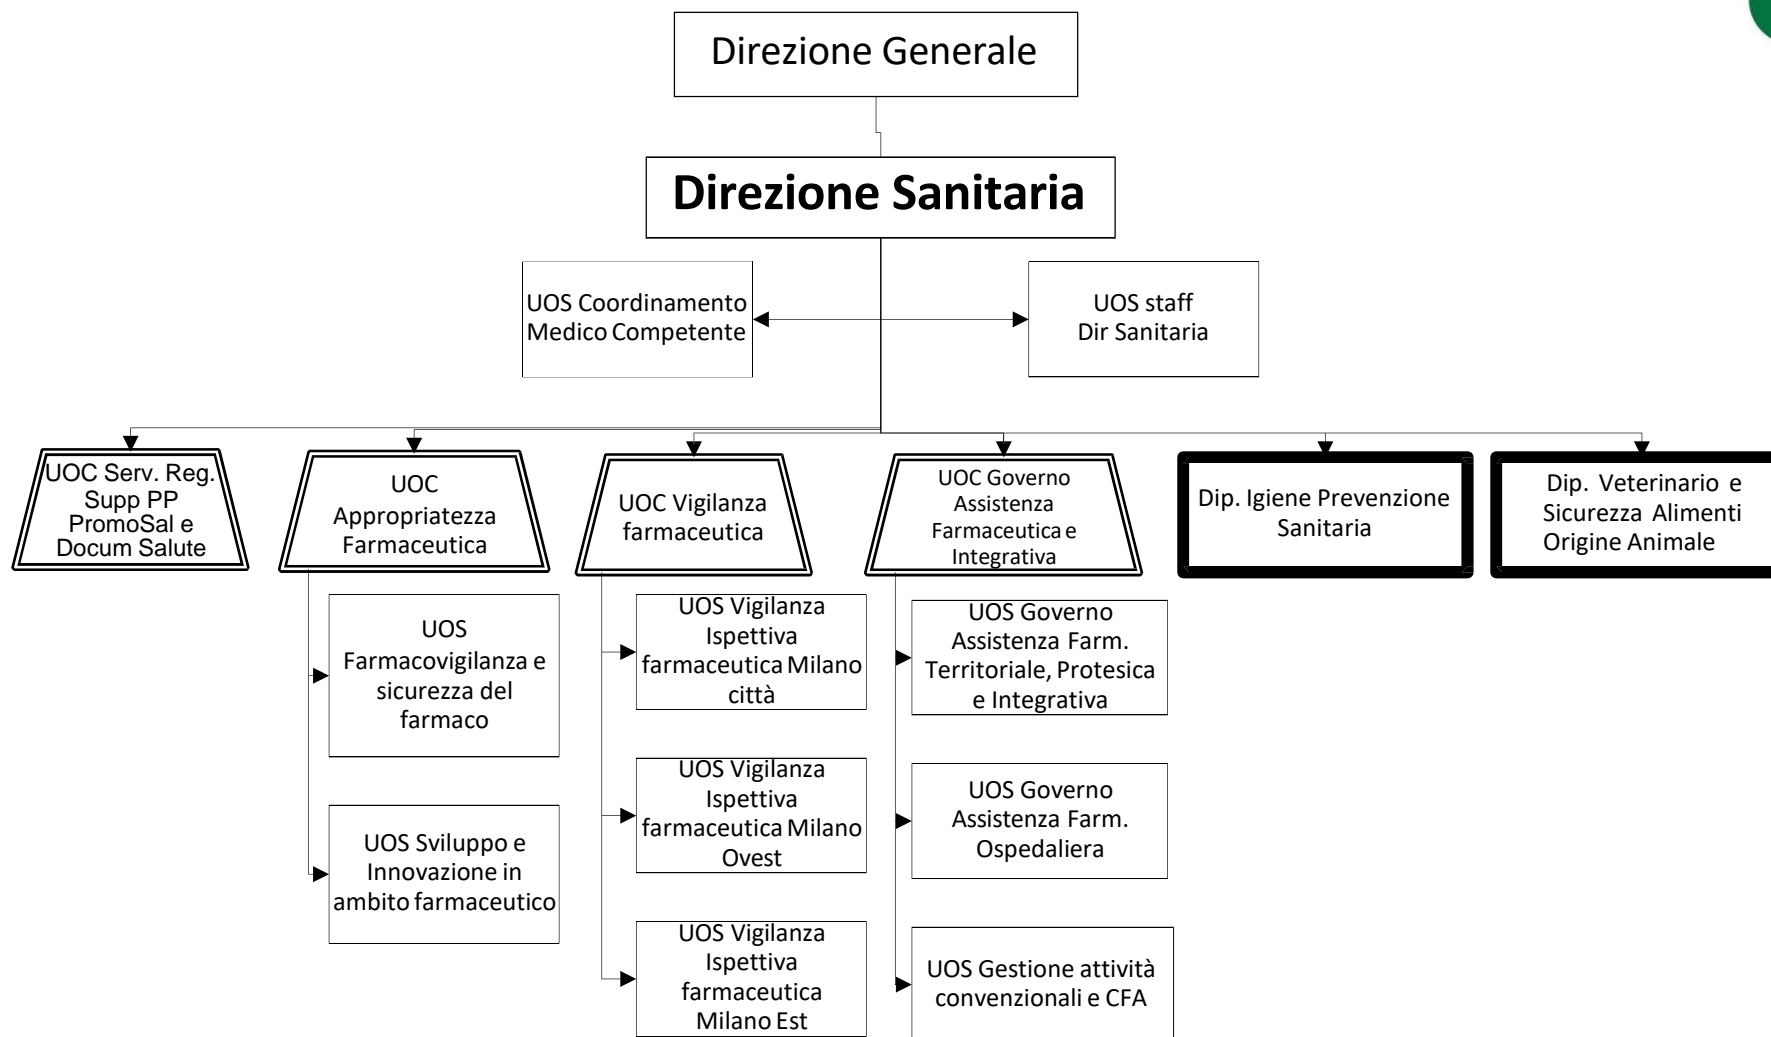 Direzione Generale
Direzione Sanitaria
UOS Coordinamento
Medico Competente
UOS staff
Dir Sanitaria
UOC Serv. Reg.
Supp PP
PromoSal e
Docum Salute
UOC
Appropriatezza
Farmaceutica
UOC Vigilanza
farmaceutica
UOC Governo
Assistenza
Farmaceutica e
Integrativa
Dip. Igiene Prevenzione
Sanitaria
Dip. Veterinario e
Sicurezza Alimenti
Origine Animale
UOS
Farmacovigilanza e
sicurezza del
farmaco
UOS Sviluppo e
Innovazione in
ambito farmaceutico
UOS Vigilanza
Ispettiva
farmaceutica Milano
città
UOS Vigilanza
Ispettiva
farmaceutica Milano
Ovest
UOS Vigilanza
Ispettiva
farmaceutica
Milano Est
UOS Governo
Assistenza Farm.
Territoriale, Protesica
e Integrativa
UOS Governo
Assistenza Farm.
Ospedaliera
UOS Gestione attività
convenzionali e CFA